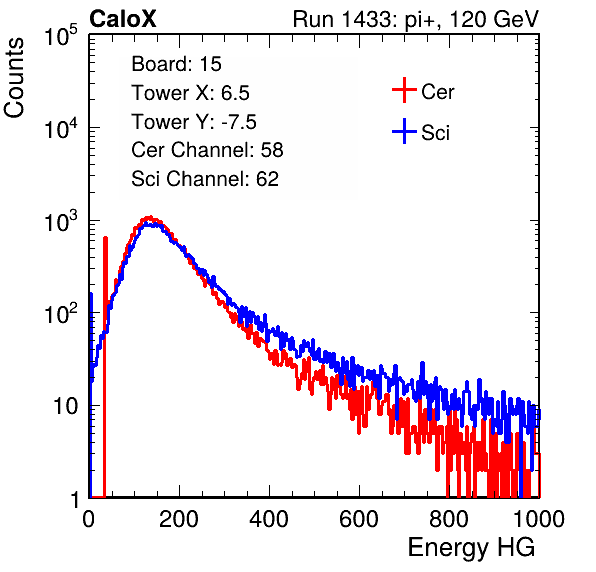 CaloX Run 1433: pi+, 120 GeV
Counts
Board: 15
Tower X: 6.5
Tower Y: -7.5
Cer Channel: 58
Sci Channel: 62
Cer
Sci
10^5
10^4
10^3
10^2
10
1
0 200 400 600 800 1000
Energy HG